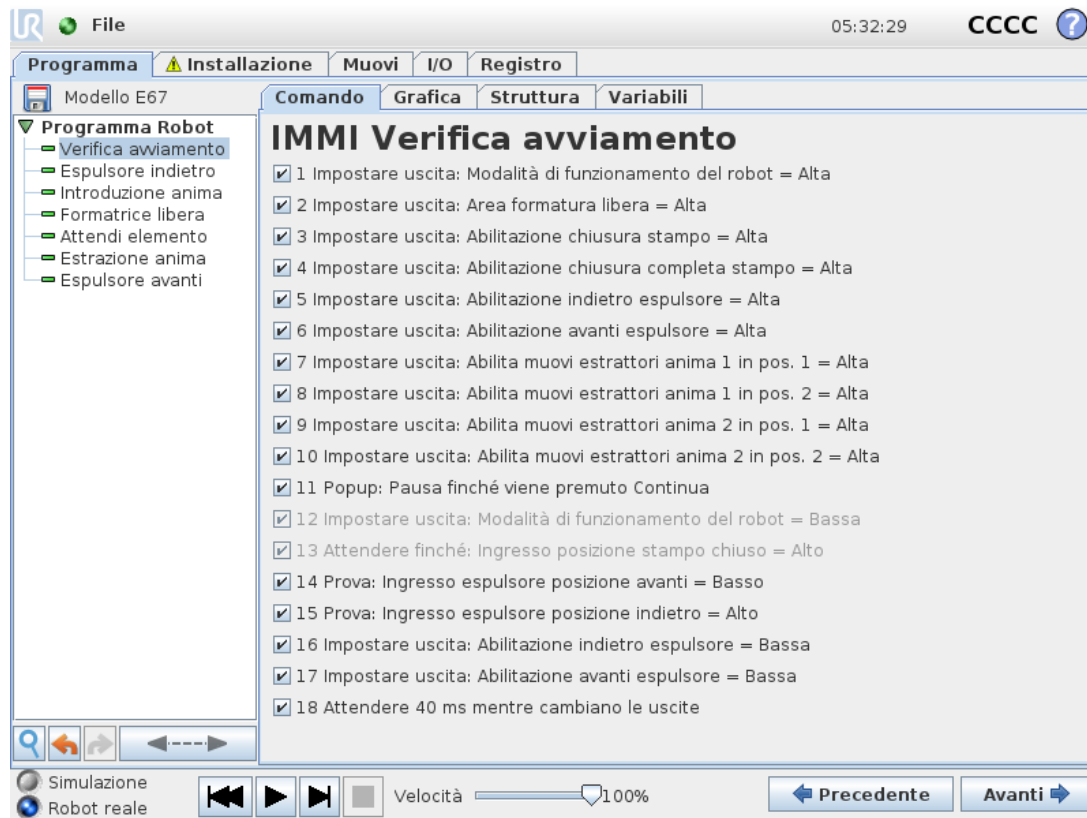 UR
File
05:32:29
CCCC
?
Programma
Installazione
Muovi
I/O
Registro
Modello E67
Comando
Grafica
Struttura
Variabili
Programma Robot
Verifica avviamento
Espulsore indietro
Introduzione anima
Formatrice libera
Attendi elemento
Estrazione anima
Espulsore avanti
IMMI Verifica avviamento
1 Impostare uscita: Modalità di funzionamento del robot = Alta
2 Impostare uscita: Area formatura libera = Alta
3 Impostare uscita: Abilitazione chiusura stampo = Alta
4 Impostare uscita: Abilitazione chiusura completa stampo = Alta
5 Impostare uscita: Abilitazione indietro espulsore = Alta
6 Impostare uscita: Abilitazione avanti espulsore = Alta
7 Impostare uscita: Abilita muovi estrattori anima 1 in pos. 1 = Alta
8 Impostare uscita: Abilita muovi estrattori anima 1 in pos. 2 = Alta
9 Impostare uscita: Abilita muovi estrattori anima 2 in pos. 1 = Alta
10 Impostare uscita: Abilita muovi estrattori anima 2 in pos. 2 = Alta
11 Popup: Pausa finché viene premuto Continua
12 Impostare uscita: Modalità di funzionamento del robot = Bassa
13 Attendere finché: Ingresso posizione stampo chiuso = Alto
14 Prova: Ingresso espulsore posizione avanti = Basso
15 Prova: Ingresso espulsore posizione indietro = Alto
16 Impostare uscita: Abilitazione indietro espulsore = Bassa
17 Impostare uscita: Abilitazione avanti espulsore = Bassa
18 Attendere 40 ms mentre cambiano le uscite
Simulazione
Robot reale
Velocità
100%
Precedente
Avanti